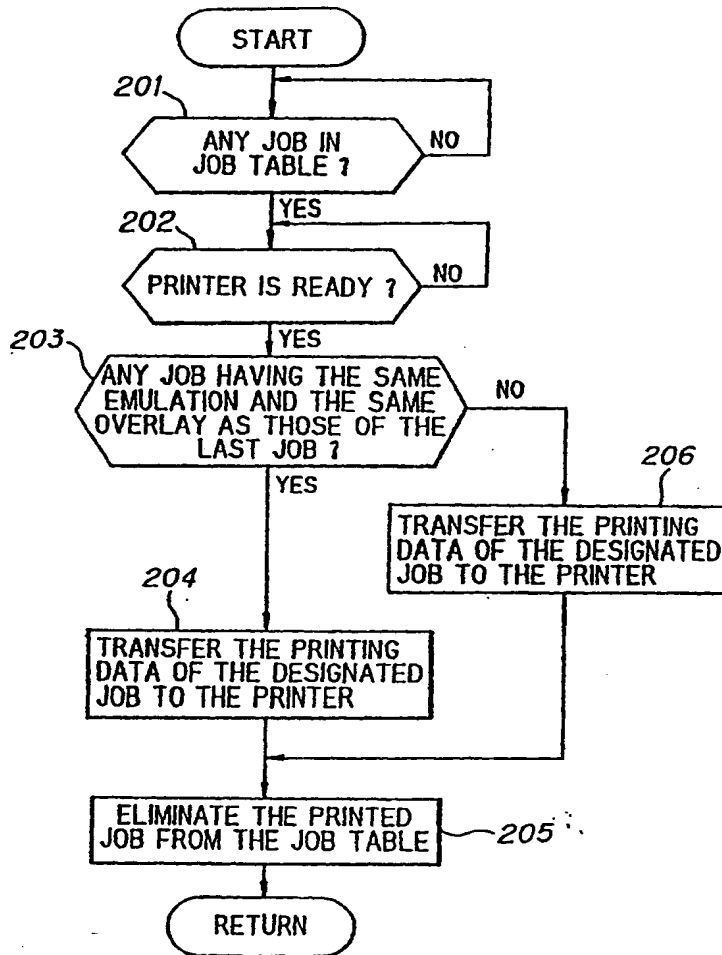 START
201
ANY JOB IN
JOB TABLE ?
NO
YES
202
PRINTER IS READY ?
NO
YES
203
ANY JOB HAVING THE SAME
EMULATION AND THE SAME
OVERLAY AS THOSE OF THE
LAST JOB ?
NO
YES
206
TRANSFER THE PRINTING
DATA OF THE DESIGNATED
JOB TO THE PRINTER
204
TRANSFER THE PRINTING
DATA OF THE DESIGNATED
JOB TO THE PRINTER
ELIMINATE THE PRINTED
JOB FROM THE JOB TABLE
205
RETURN